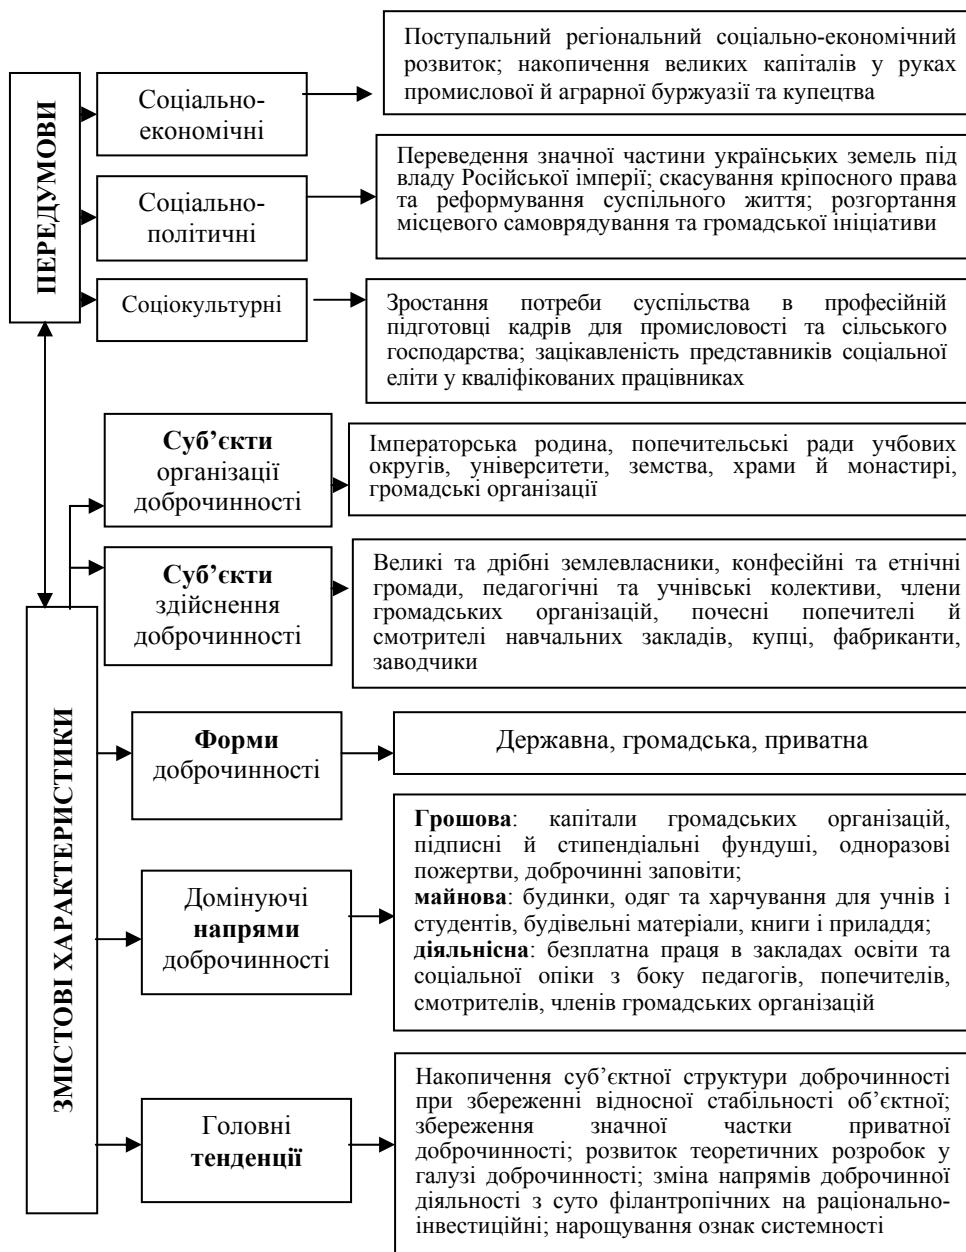 ПЕРЕДУМОВИ
Соціально-
економічні
Поступальний регіональний соціально-економічний
розвиток; накопичення великих капіталів у руках
промислової й аграрної буржуазії та купецтва
Соціально-
політичні
Переведення значної частини українських земель під
владу Російської імперії; скасування кріпосного права
та реформування суспільного життя; розгортання
місцевого самоврядування та громадської ініціативи
Соціокультурні
Зростання потреби суспільства в професійній
підготовці кадрів для промисловості та сільського
господарства; зацікавленість представників соціальної
еліти у кваліфікованих працівниках
ЗМІСТОВІ ХАРАКТЕРИСТИКИ
Суб’єкти
організації
доброчинності
Імператорська родина, попечительські ради учбових
округів, університети, земства, храми й монастирі,
громадські організації
Суб’єкти
здійснення
доброчинності
Великі та дрібні землевласники, конфесійні та етнічні
громади, педагогічні та учнівські колективи, члени
громадських організацій, почесні попечителі й
смотрителі навчальних закладів, купці, фабриканти,
заводчики
Форми
доброчинності
Державна, громадська, приватна
Домінуючі
напрями
доброчинності
Грошова: капітали громадських організацій,
підписні й стипендіальні фундуші, одноразові
пожертви, доброчинні заповіти;
майнова: будинки, одяг та харчування для учнів і
студентів, будівельні матеріали, книги і приладдя;
діяльнісна: безплатна праця в закладах освіти та
соціальної опіки з боку педагогів, попечителів,
смотрителів, членів громадських організацій
Головні
тенденції
Накопичення суб’єктної структури доброчинності
при збереженні відносної стабільності об’єктної;
збереження значної частки приватної
доброчинності; розвиток теоретичних розробок у
галузі доброчинності; зміна напрямів доброчинної
діяльності з суто філантропічних на раціонально-
інвестиційні; нарощування ознак системності